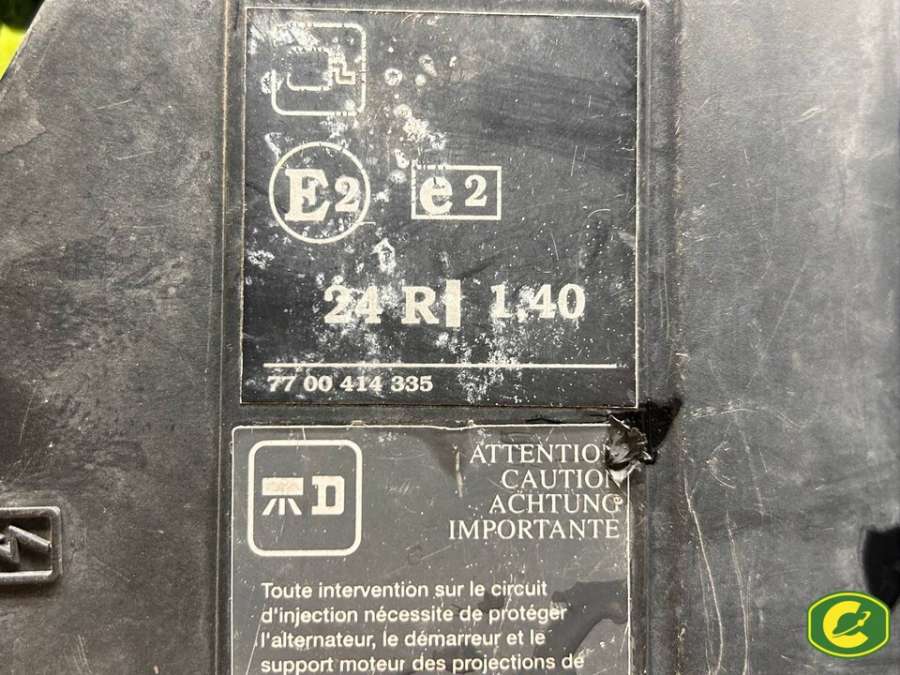 E2 e2
24 RI 1.40
77 00 414 335
D
ATTENTION
CAUTION
ACHTUNG
IMPORTANTE
Toute intervention sur le circuit
d'injection nécessite de protéger
l'alternateur, le démarreur et le
support moteur des projections de
C